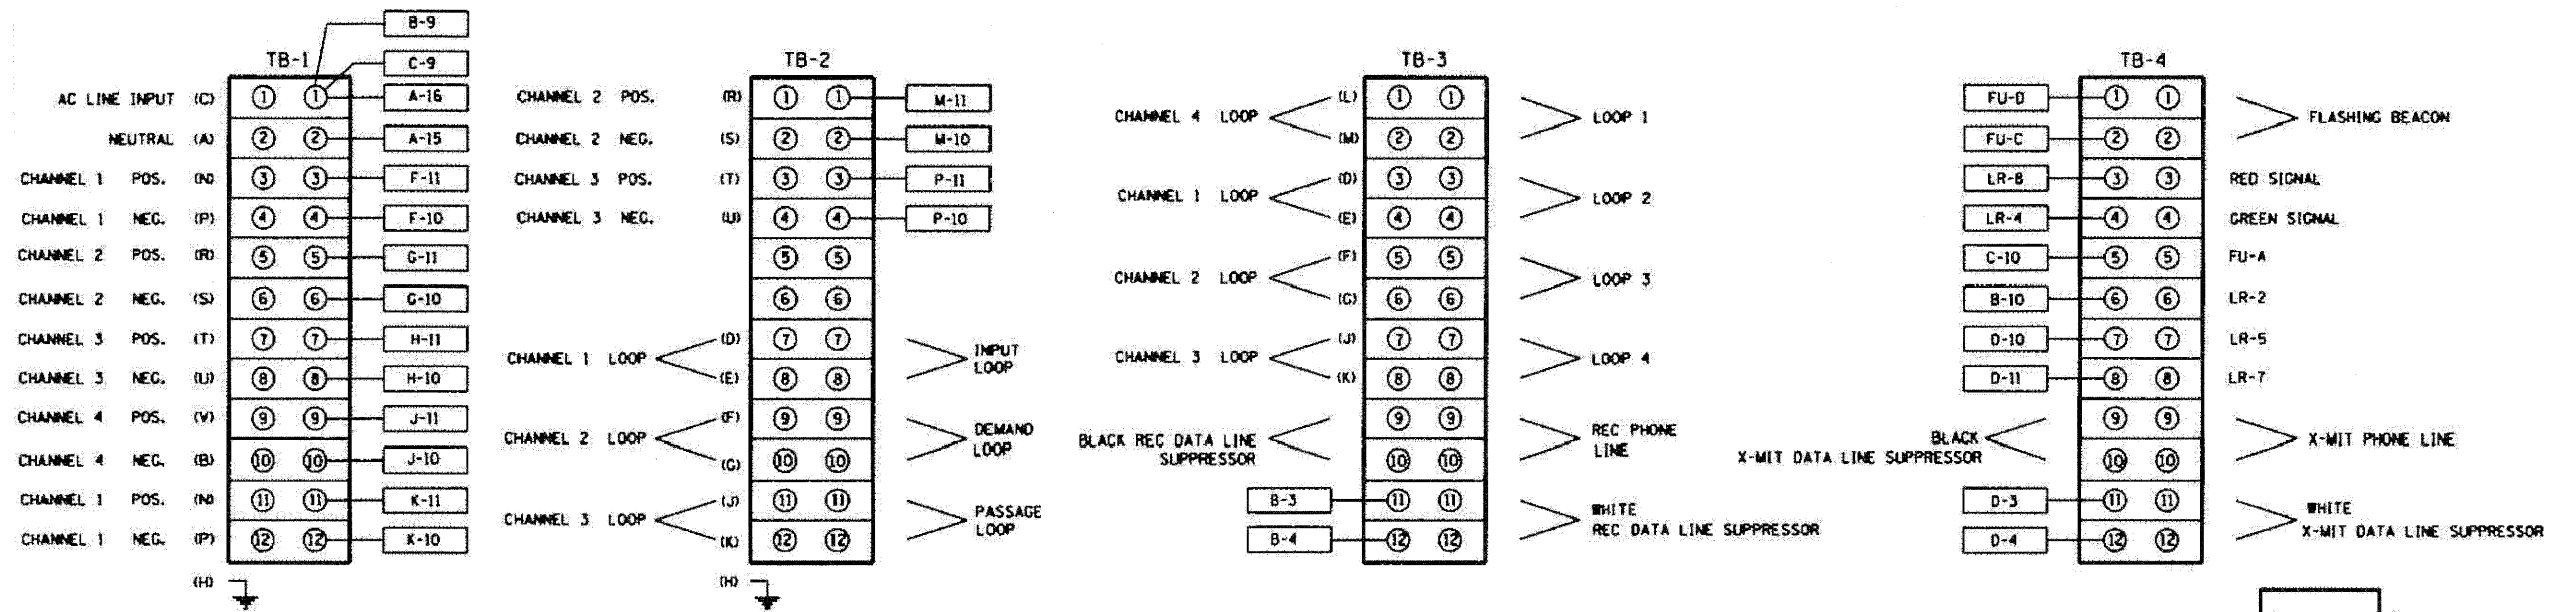 TB-1
B-9
C-9
AC LINE INPUT (C) 1 1 A-16
NEUTRAL (A) 2 2 A-15
CHANNEL 1 POS. (N) 3 3 F-11
CHANNEL 1 NEG. (P) 4 4 F-10
CHANNEL 2 POS. (R) 5 5 G-11
CHANNEL 2 NEG. (S) 6 6 G-10
CHANNEL 3 POS. (T) 7 7 H-11
CHANNEL 3 NEG. (U) 8 8 H-10
CHANNEL 4 POS. (V) 9 9 J-11
CHANNEL 4 NEG. (B) 10 10 J-10
CHANNEL 1 POS. (N) 11 11 K-11
CHANNEL 1 NEG. (P) 12 12 K-10
(H)
TB-2
CHANNEL 2 POS. (R) 1 1 M-11
CHANNEL 2 NEG. (S) 2 2 M-10
CHANNEL 3 POS. (T) 3 3 P-11
CHANNEL 3 NEG. (U) 4 4 P-10
5 5
6 6
CHANNEL 1 LOOP
(D) 7 7
(E) 8 8
INPUT
LOOP
CHANNEL 2 LOOP
(F) 9 9
(G) 10 10
DEMAND
LOOP
CHANNEL 3 LOOP
(J) 11 11
(K) 12 12
PASSAGE
LOOP
(H)
TB-3
CHANNEL 4 LOOP
(L) 1 1
(M) 2 2
LOOP 1
CHANNEL 1 LOOP
(D) 3 3
(E) 4 4
LOOP 2
CHANNEL 2 LOOP
(F) 5 5
(G) 6 6
LOOP 3
CHANNEL 3 LOOP
(J) 7 7
(K) 8 8
LOOP 4
BLACK REC DATA LINE
SUPPRESSOR
9 9
10 10
REC PHONE
LINE
B-3 11 11
B-4 12 12
WHITE
REC DATA LINE SUPPRESSOR
TB-4
FU-D 1 1
FU-C 2 2
FLASHING BEACON
LR-8 3 3 RED SIGNAL
LR-4 4 4 GREEN SIGNAL
C-10 5 5 FU-A
B-10 6 6 LR-2
D-10 7 7 LR-5
D-11 8 8 LR-7
BLACK
X-MIT DATA LINE SUPPRESSOR
9 9
10 10
X-MIT PHONE LINE
D-3 11 11
D-4 12 12
WHITE
X-MIT DATA LINE SUPPRESSOR